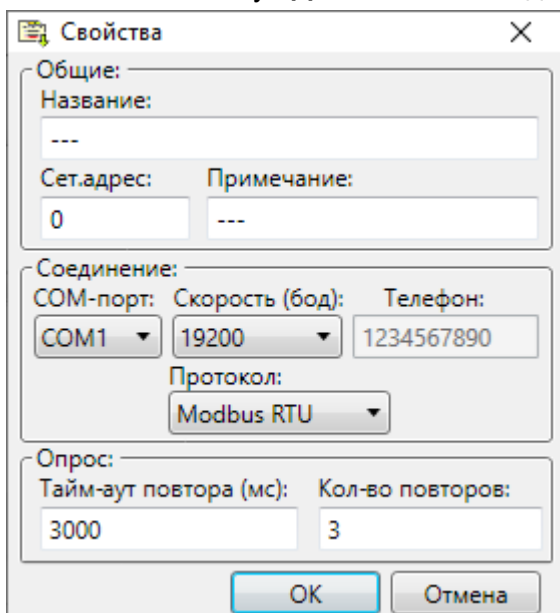 Свойства
Общие:
Название:
---
Сет.адрес: Примечание:
0 ---
Соединение:
COM-порт: Скорость (бод): Телефон:
COM1 19200 1234567890
Протокол:
Modbus RTU
Опрос:
Тайм-аут повтора (мс): Кол-во повторов:
3000 3
OK Отмена